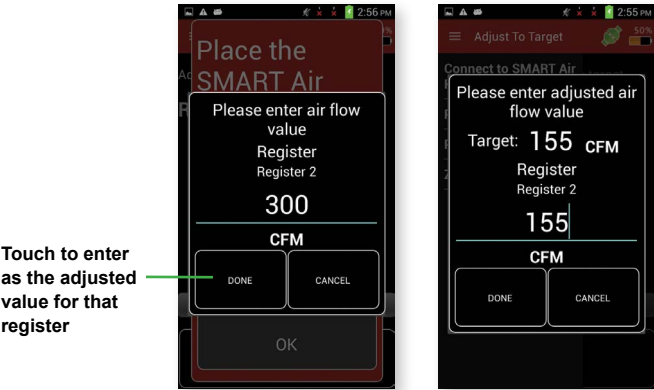 2:56 PM
Place the
SMART Air
Please enter air flow
value
Register
Register 2
300
CFM
DONE
CANCEL
OK
Touch to enter
as the adjusted
value for that
register
2:55 PM
Adjust To Target
50%
Connect to SMART Air
Please enter adjusted air
flow value
Target: 155 CFM
Register
Register 2
155
CFM
DONE
CANCEL